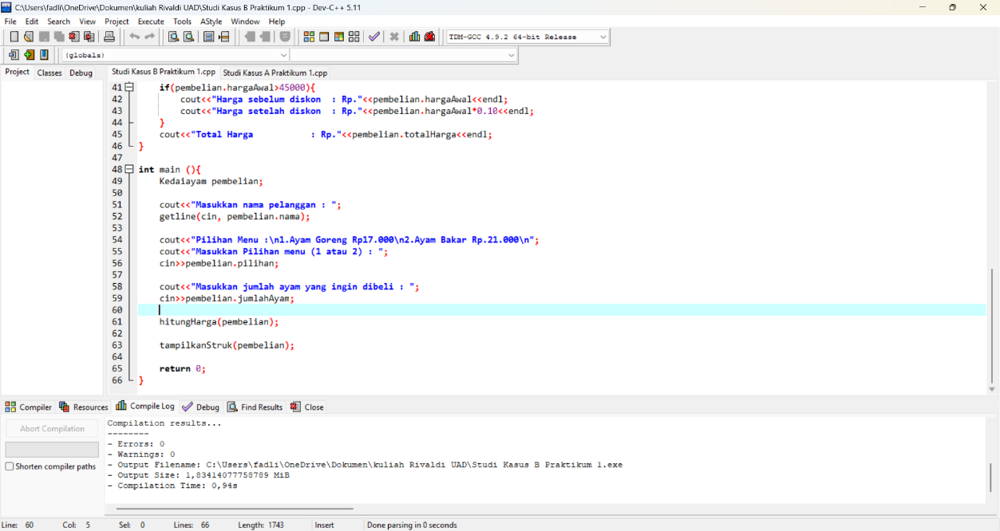 C:\Users\fadli\OneDrive\Dokumen\kuliah Rivaldi UAD\Studi Kasus B Praktikum 1.cpp - Dev-C++ 5.11
File Edit Search View Project Execute Tools AStyle Window Help
TDM-GCC 4.9.2 64-bit Release
(globals)
Project Classes Debug
Studi Kasus B Praktikum 1.cpp Studi Kasus A Praktikum 1.cpp
41 if(pembelian.hargaAwal>45000){
42 cout<<"Harga sebelum diskon  : Rp."<<pembelian.hargaAwal<<endl;
43 cout<<"Harga setelah diskon  : Rp."<<pembelian.hargaAwal*0.10<<endl;
44 }
45 cout<<"Total Harga           : Rp."<<pembelian.totalHarga<<endl;
46 }
47
48 int main (){
49 Kedaiayam pembelian;
50
51 cout<<"Masukkan nama pelanggan : ";
52 getline(cin, pembelian.nama);
53
54 cout<<"Pilihan Menu :\n1.Ayam Goreng Rp17.000\n2.Ayam Bakar Rp.21.000\n";
55 cout<<"Masukkan Pilihan menu (1 atau 2) : ";
56 cin>>pembelian.pilihan;
57
58 cout<<"Masukkan jumlah ayam yang ingin dibeli : ";
59 cin>>pembelian.jumlahAyam;
60
61 hitungHarga(pembelian);
62
63 tampilkanStruk(pembelian);
64
65 return 0;
66 }
Compiler Resources Compile Log Debug Find Results Close
Abort Compilation
Shorten compiler paths
Compilation results...
--------
- Errors: 0
- Warnings: 0
- Output Filename: C:\Users\fadli\OneDrive\Dokumen\kuliah Rivaldi UAD\Studi Kasus B Praktikum 1.exe
- Output Size: 1,83414077758789 MiB
- Compilation Time: 0,94s
Line: 60 Col: 5 Sel: 0 Lines: 66 Length: 1743 Insert Done parsing in 0 seconds